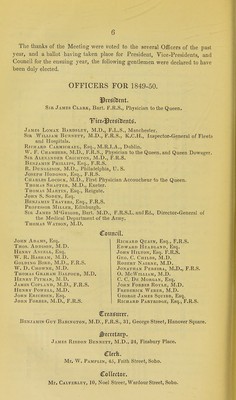 6
The thanks of the Meeting were voted to the several Officers of the past
year, and a ballot having taken place for President, Vice-Presidents, and
Council for the ensuing year, the following gentlemen were declared to have
been duly elected.
OFFICERS FOR 1849-50.
President.
Sir James Clark, Bart. F.R.S., Physician to the Queen.
Vice-Presidents.
James Lomax Bardsley, M.D., F.L.S., Manchester.
Sir William Burnett, M.D., F.R.S., K.C.H., Inspector-General of Fleets
and Hospitals.
Richard Carmichael, Esq., M.R.I.A., Dublin.
W. F. Chambers, M.D., F.R.S., Physician to the Queen, and Queen Dowager.
Sir Alexander Crichton, M.D., F.R.S.
R. Dunglison, M.D., Philadelphia, U. S.
Joseph Hodgson, Esq., F.R.S.
Charles Locock, M.D., First Physician Accoucheur to the Queen.
Thomas Shapter, M.D., Exeter.
Thomas Martin, Esq., Reigate.
John S. Soden, Esq.
Benjamin Travers, Esq., F.R.S.
Professor Miller, Edinburgh.
Sir James M'Grigor, Bart. M.D., F.R.S.L. and Ed., Director-General of
the Medical Department of the Army.
Thomas Watson, M.D.
Council.
John Adams, Esq.
Thos. Addison, M.D.
Henry Ancell, Esq.
W. R. Basham, M.D.
Golding Bird, M.D., F.R.S.
W. D. Chowne, M.D.
Thomas Graham Balfour, M.D.
Henry Pitman, M.D.
James Copland, M.D., F.R.S.
Henry Powell, M.D.
John Erichsen, Esq.
John Forbes, M.D., F.R.S.
Richard Quain, Esq., F.R.S.
Edward Headland, Esq.
John Hilton, Esq. F.R.S.
Geo. C. Childs, M.D.
Robert Nairne, M.D.
Jonathan Pereira, M.D., F.R.S.
O. McWilliam, M.D.
C. C. De Morgan, Esq.
John Forbes Royle, M.D.
Frederick Weber, M.D.
George James Squibb, Esq.
Richard Partridge, Esq., F.R.S.
Treasurer.
Benjamin Guy Babington, M.D., F.R.S., 31, George Street, Hanover Square.
Secretary.
James Risdon Bennett, M.D., 24, Finsbury Place.
Clerk.
Mr. W. Pamplin, 45, Frith Street, Soho.
Collector.
Mr. Calverley, 10, Noel Street, Wardour Street, Soho.